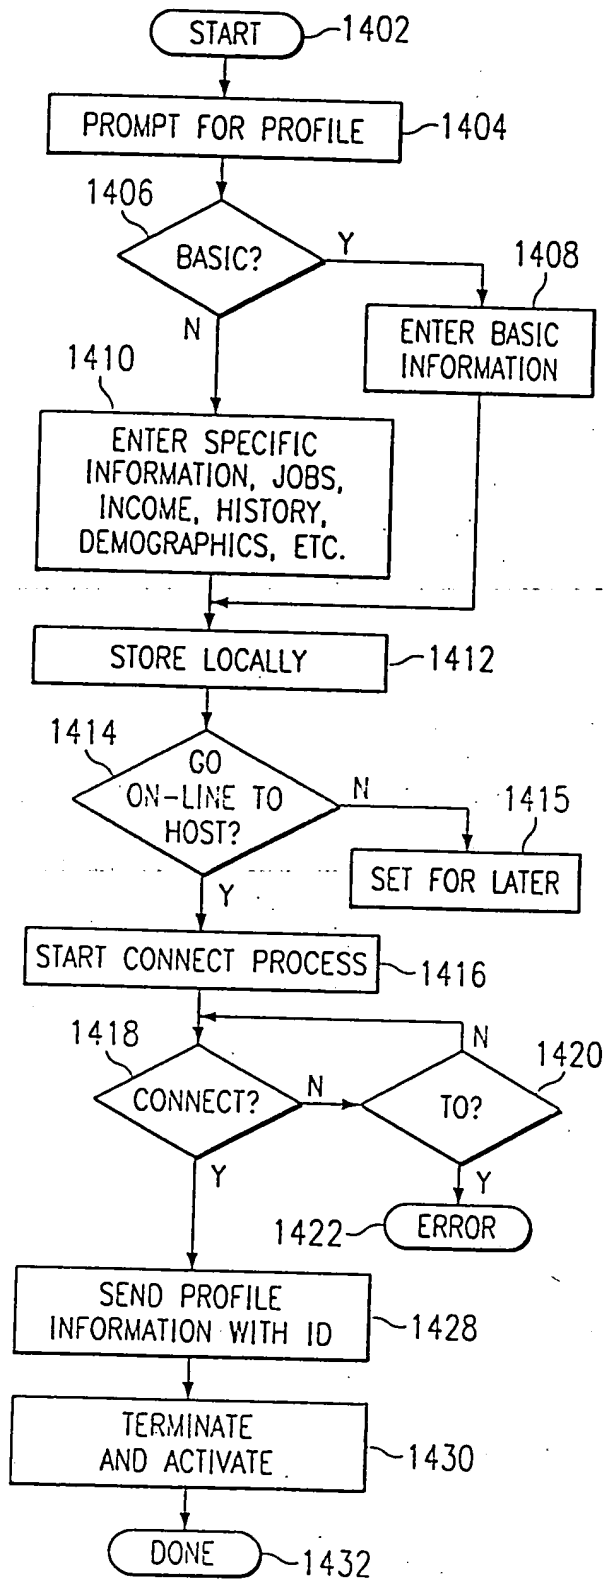 START
1402
PROMPT FOR PROFILE
1404
1406
BASIC?
Y
N
1408
ENTER BASIC
INFORMATION
1410
ENTER SPECIFIC
INFORMATION, JOBS,
INCOME, HISTORY,
DEMOGRAPHICS, ETC.
STORE LOCALLY
1412
1414
GO
ON-LINE TO
HOST?
N
Y
1415
SET FOR LATER
START CONNECT PROCESS
1416
1418
CONNECT?
N
Y
1420
TO?
N
Y
1422
ERROR
SEND PROFILE
INFORMATION WITH ID
1428
TERMINATE
AND ACTIVATE
1430
DONE
1432